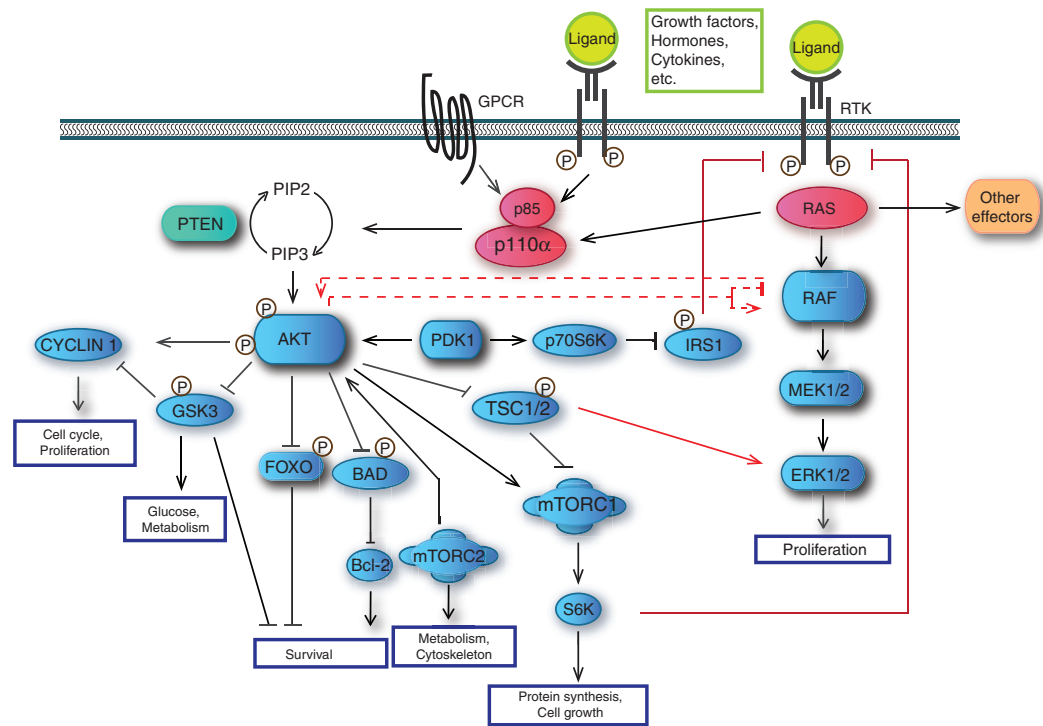 Ligand
Growth factors,
Hormones,
Cytokines,
etc.
Ligand
GPCR
RTK
P
P
P
P
PIP2
PTEN
PIP3
p85
p110α
RAS
Other
effectors
RAF
P
P
AKT
CYCLIN 1
PDK1
p70S6K
P
IRS1
P
GSK3
MEK1/2
P
TSC1/2
Cell cycle,
Proliferation
P
FOXO
P
BAD
ERK1/2
Glucose,
Metabolism
mTORC1
Bcl-2
mTORC2
Proliferation
S6K
Survival
Metabolism,
Cytoskeleton
Protein synthesis,
Cell growth